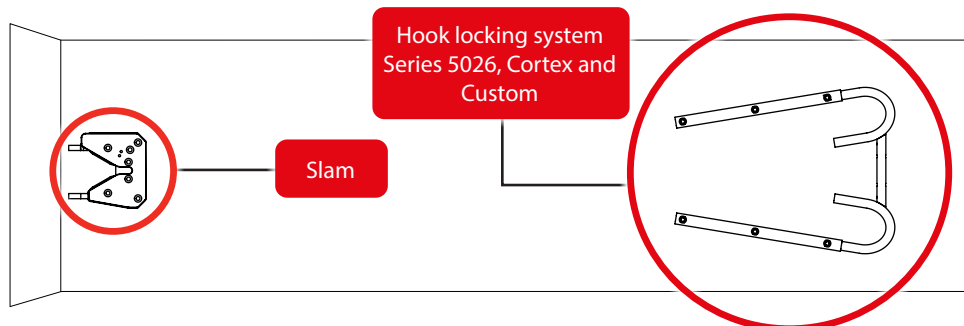 Hook locking system
Series 5026, Cortex and
Custom
Slam